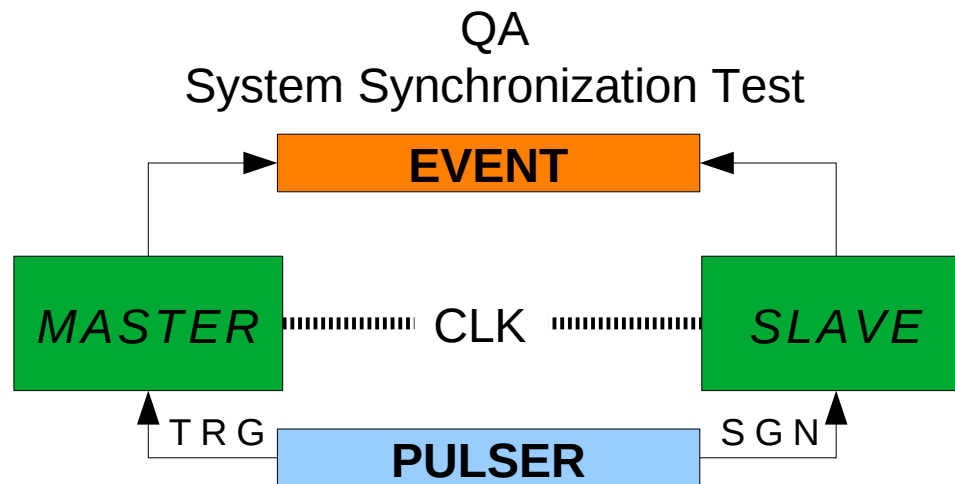 QA
System Synchronization Test
EVENT
MASTER
CLK
SLAVE
TRG
SGN
PULSER